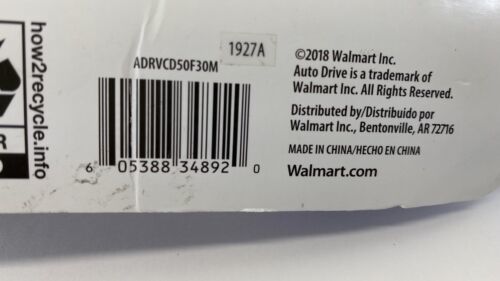 how2recycle.info
R
1927A
ADRVCD50F30M
6 05388 34892 0
©2018 Walmart Inc.
Auto Drive is a trademark of
Walmart Inc. All Rights Reserved.
Distributed by/Distribuido por
Walmart Inc., Bentonville, AR 72716
MADE IN CHINA/HECHO EN CHINA
Walmart.com